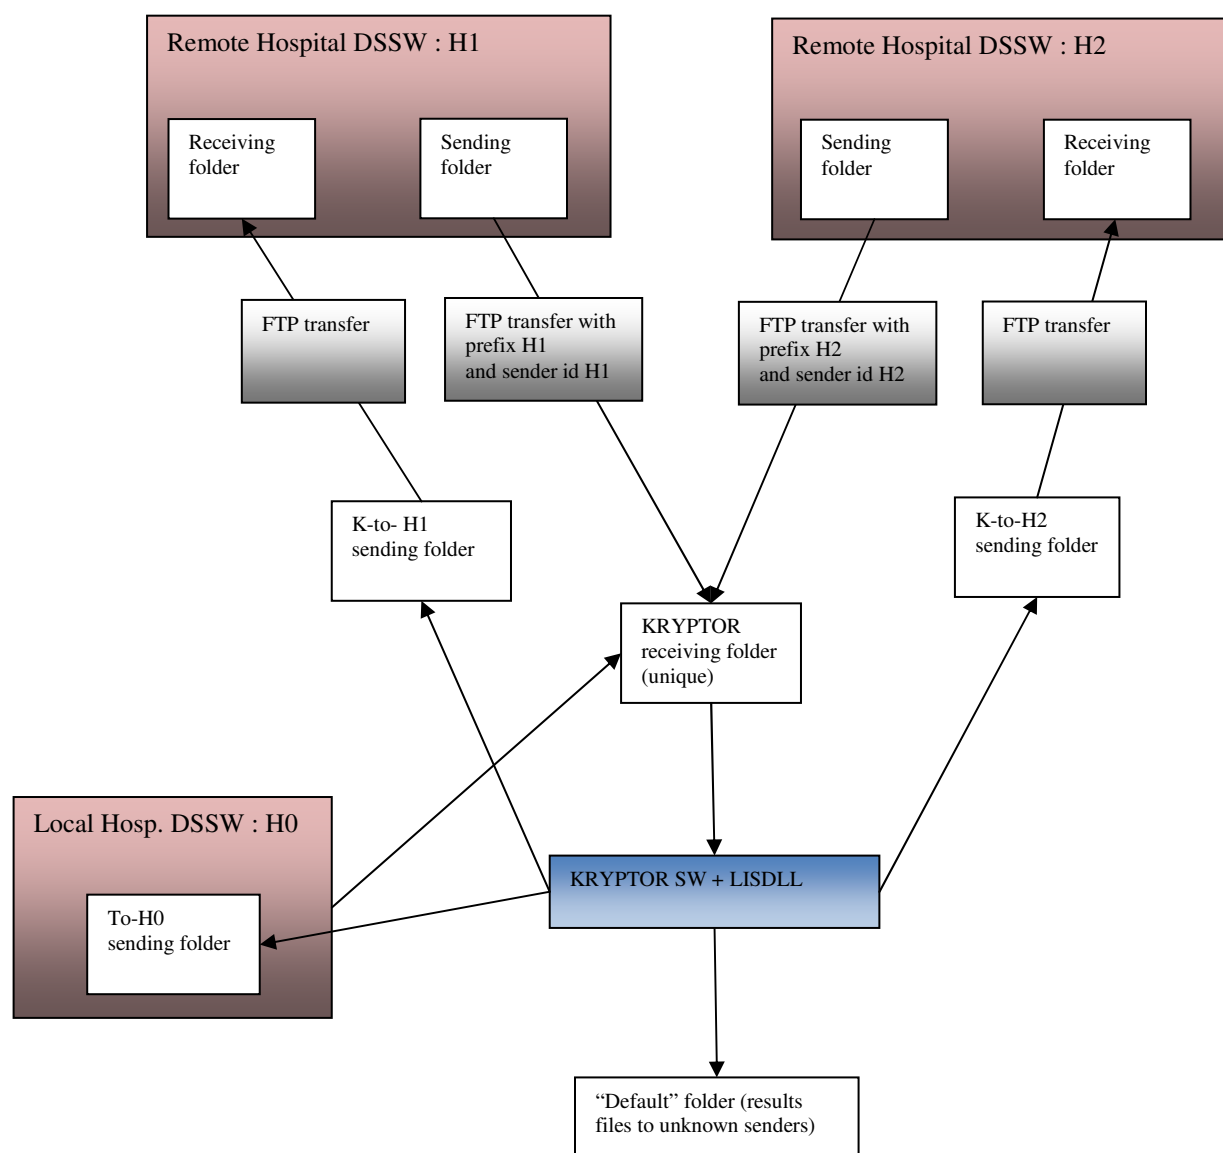 Remote Hospital DSSW : H1
Remote Hospital DSSW : H2
Receiving
folder
Sending
folder
Sending
folder
Receiving
folder
FTP transfer
FTP transfer with
prefix H1
and sender id H1
FTP transfer with
prefix H2
and sender id H2
FTP transfer
K-to- H1
sending folder
K-to-H2
sending folder
KRYPTOR
receiving folder
(unique)
Local Hosp. DSSW : H0
To-H0
sending folder
KRYPTOR SW + LISDLL
“Default” folder (results
files to unknown senders)